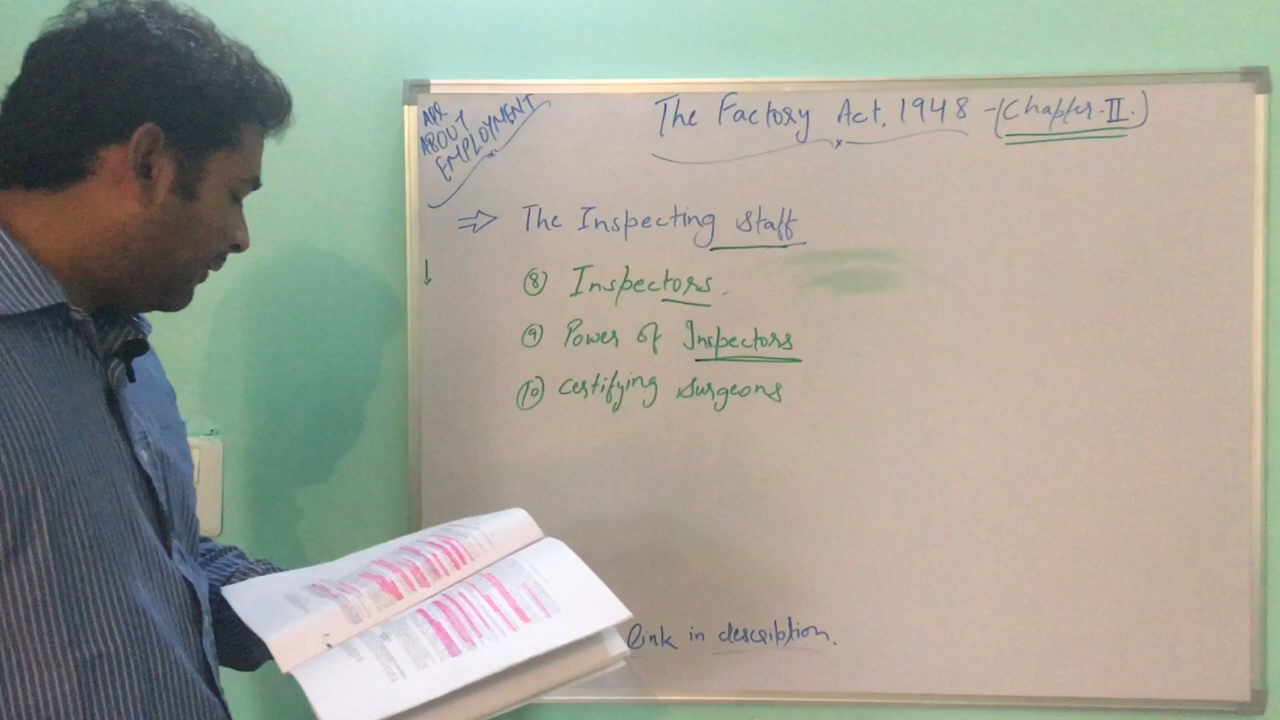 The Factory Act, 1948 - (Chapter-II.)
ALL
ABOUT
EMPLOYMENT
⇒ The Inspecting staff
⑧ Inspectors
⑨ Power of Inspectors
⑩ Certifying Surgeons
link in description.